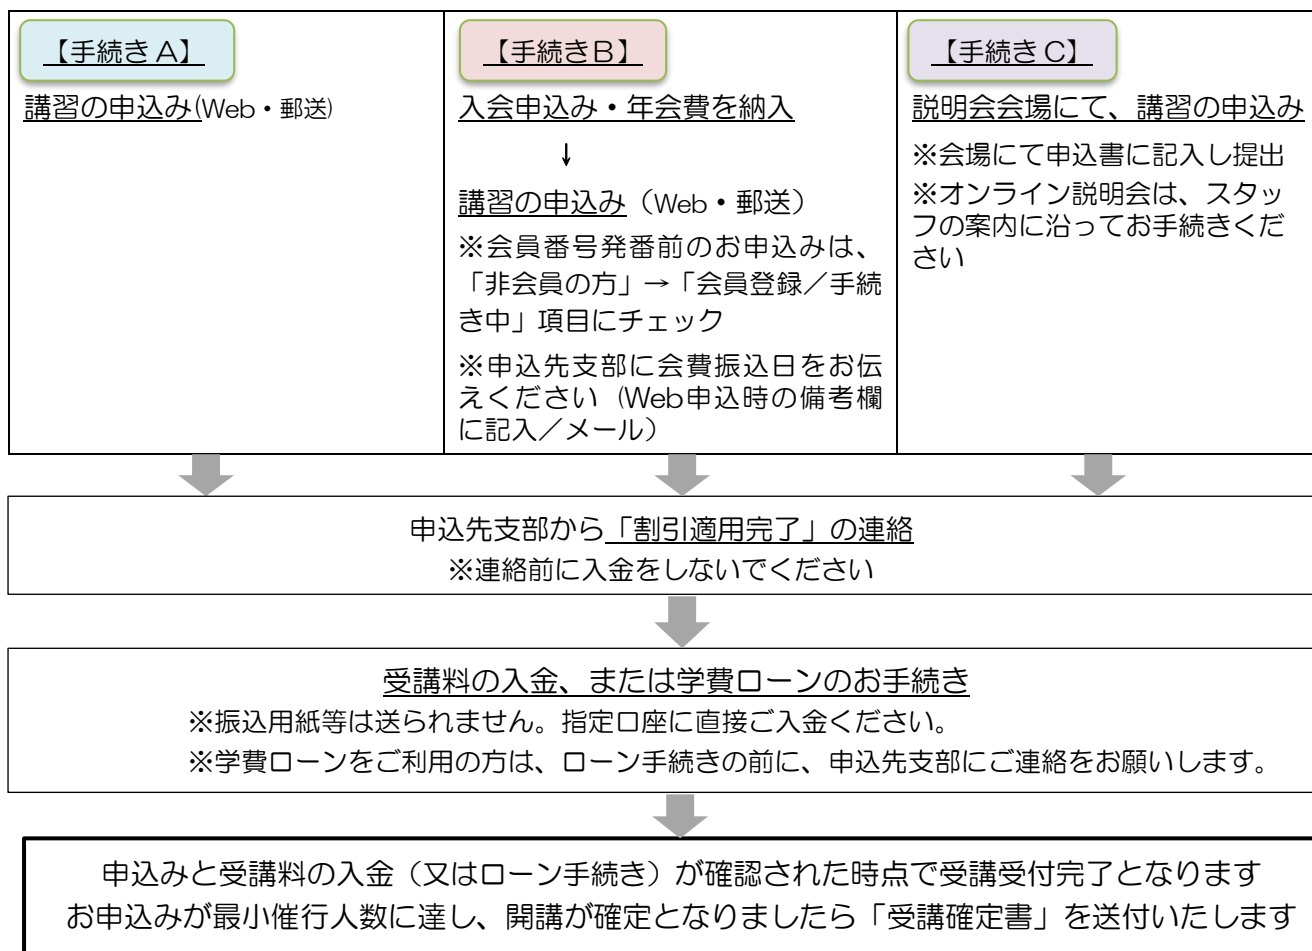 【手続きA】
講習の申込み(Web・郵送)
【手続きB】
入会申込み・年会費を納入
↓
講習の申込み（Web・郵送）
※会員番号発番前のお申込みは、
「非会員の方」→「会員登録／手続
き中」項目にチェック
※申込先支部に会費振込日をお伝
えください（Web申込時の備考欄
に記入／メール）
【手続きC】
説明会会場にて、講習の申込み
※会場にて申込書に記入し提出
※オンライン説明会は、スタッ
フの案内に沿ってお手続きくだ
さい
申込先支部から「割引適用完了」の連絡
※連絡前に入金をしないでください
受講料の入金、または学費ローンのお手続き
※振込用紙等は送られません。指定口座に直接ご入金ください。
※学費ローンをご利用の方は、ローン手続きの前に、申込先支部にご連絡をお願いします。
申込みと受講料の入金（又はローン手続き）が確認された時点で受講受付完了となります
お申込みが最小催行人数に達し、開講が確定となりましたら「受講確定書」を送付いたします